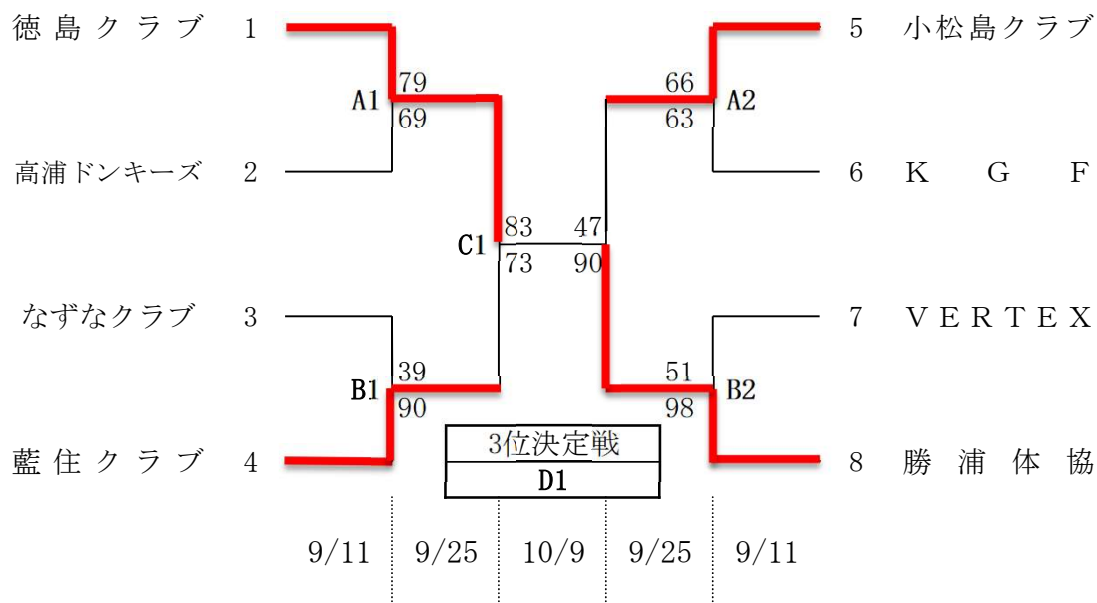 徳島クラブ 1 5 小松島クラブ
79 66
A1 A2
69 63
高浦ドンキーズ 2 6 K G F
83 47
C1
73 90
なずなクラブ 3 7 VERTEX
39 51
B1 B2
90 98
3位決定戦
藍住クラブ 4 8 勝浦体協
D1
9/11 9/25 10/9 9/25 9/11